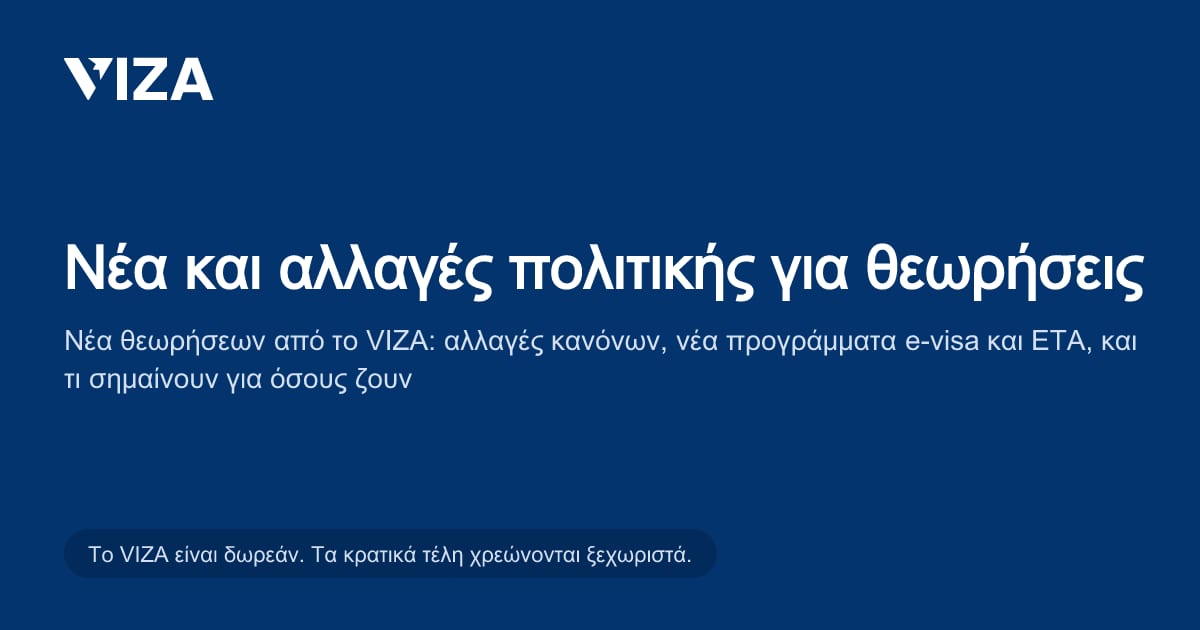 VIZA
Νέα και αλλαγές πολιτικής για θεωρήσεις
Νέα θεωρήσεων από το VIZA: αλλαγές κανόνων, νέα προγράμματα e-visa και ETA, και
τι σημαίνουν για όσους ζουν
Το VIZA είναι δωρεάν. Τα κρατικά τέλη χρεώνονται ξεχωριστά.